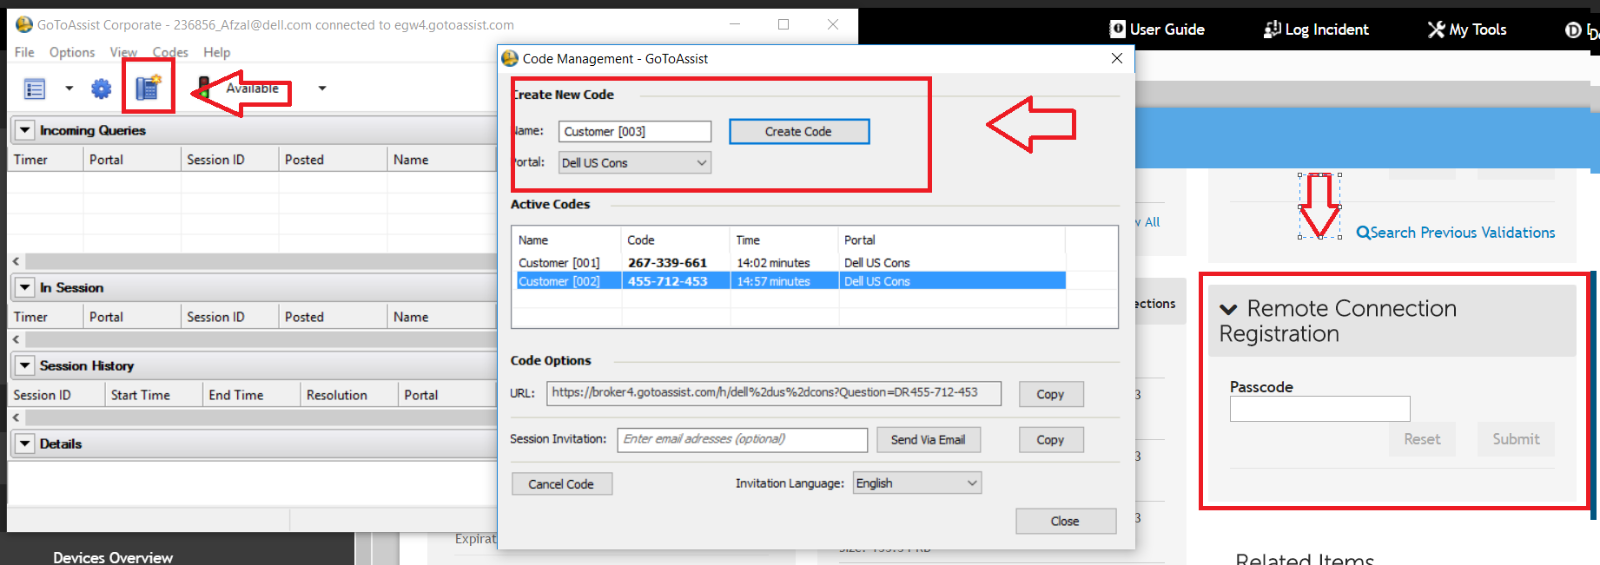 GoToAssist Corporate - 236856_Afzal@dell.com connected to egw4.gotoassist.com
File Options View Codes Help
Available
Incoming Queries
Timer Portal Session ID Posted Name
In Session
Timer Portal Session ID Posted Name
Session History
Session ID Start Time End Time Resolution Portal
Details
Devices Overview
Code Management - GoToAssist
Create New Code
Name: Customer [003] Create Code
Portal: Dell US Cons
Active Codes
Name Code Time Portal
Customer [001] 267-339-661 14:02 minutes Dell US Cons
Customer [002] 455-712-453 14:57 minutes Dell US Cons
Code Options
URL: https://broker4.gotoassist.com/h/dell%2dus%2dcons?Question=DR455-712-453 Copy
Session Invitation: Enter email adresses (optional) Send Via Email Copy
Cancel Code Invitation Language: English
Close
User Guide Log Incident My Tools
All
Search Previous Validations
ections
Remote Connection
Registration
Passcode
Reset Submit
3
3
3
Expirat
Related Items